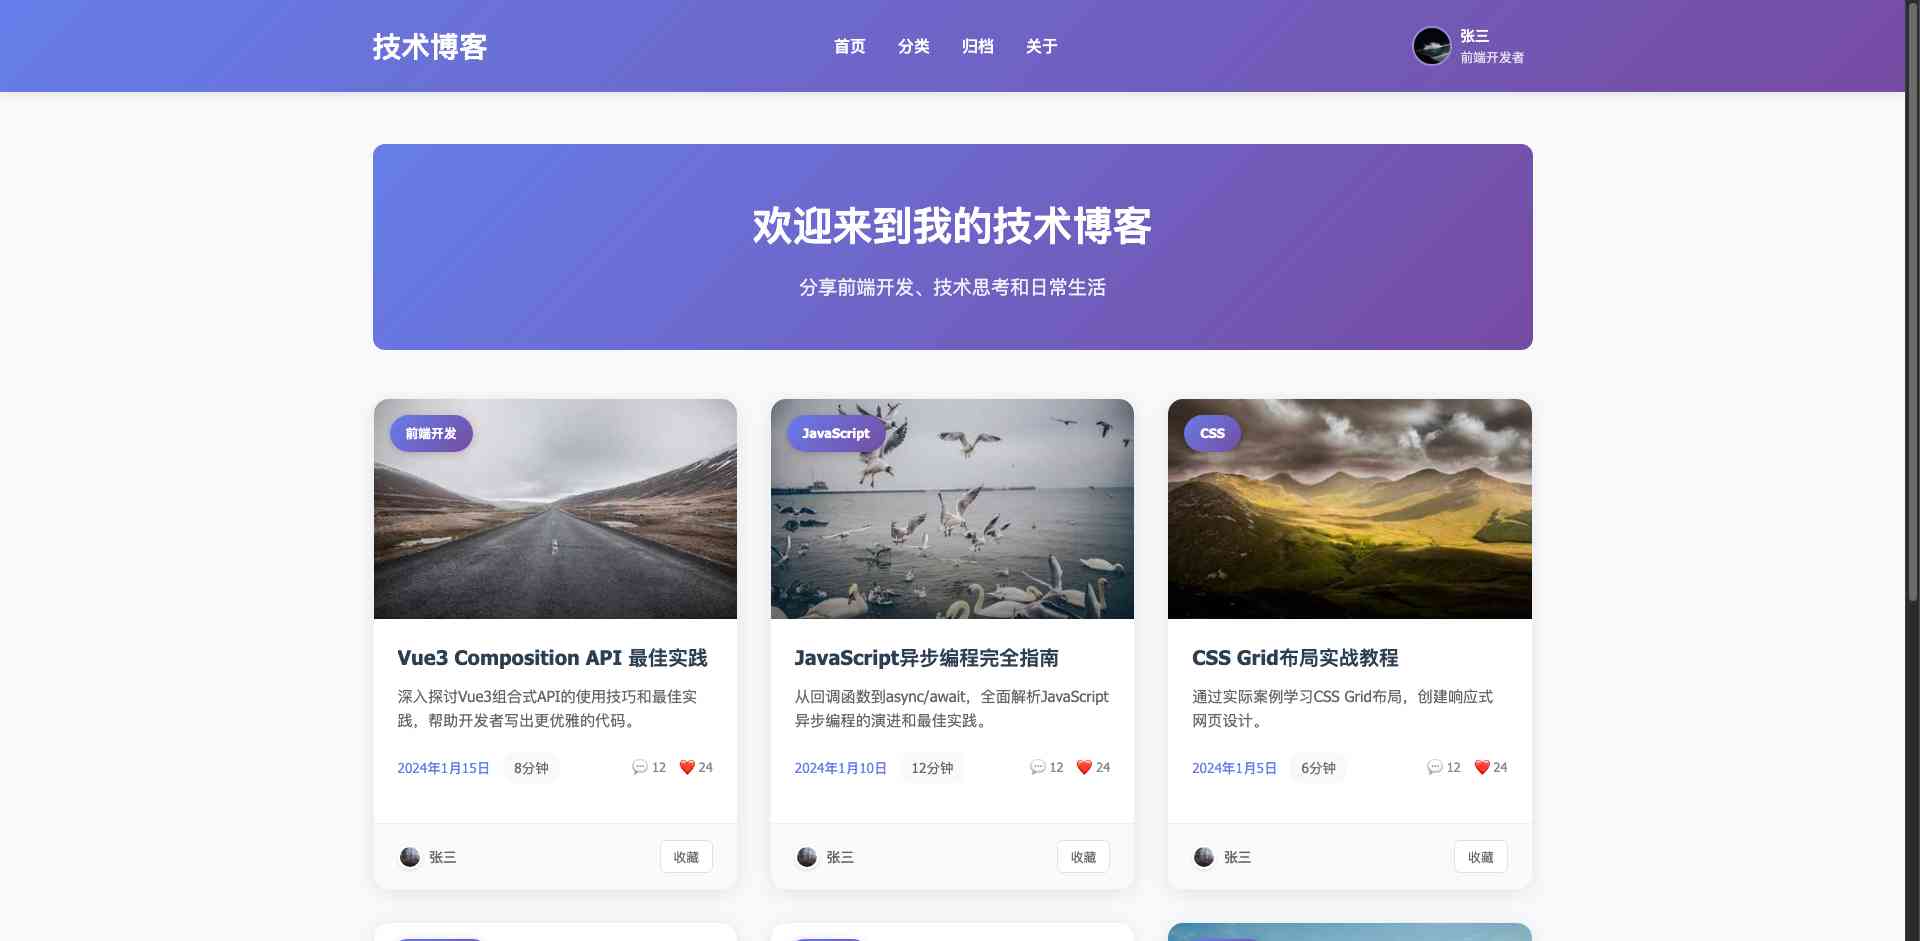 技术博客
首页 分类 归档 关于
张三
前端开发者
欢迎来到我的技术博客
分享前端开发、技术思考和日常生活
前端开发
Vue3 Composition API 最佳实践
深入探讨Vue3组合式API的使用技巧和最佳实
践，帮助开发者写出更优雅的代码。
2024年1月15日 8分钟 12 24
张三 收藏
JavaScript
JavaScript异步编程完全指南
从回调函数到async/await，全面解析JavaScript
异步编程的演进和最佳实践。
2024年1月10日 12分钟 12 24
张三 收藏
CSS
CSS Grid布局实战教程
通过实际案例学习CSS Grid布局，创建响应式
网页设计。
2024年1月5日 6分钟 12 24
张三 收藏